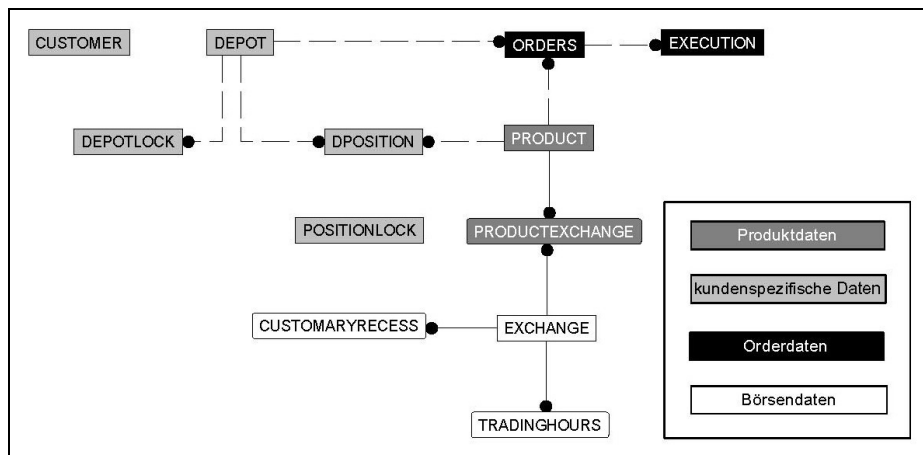 CUSTOMER
DEPOT
ORDERS
EXECUTION
DEPOTLOCK
DPOSITION
PRODUCT
POSITIONLOCK
PRODUCTEXCHANGE
CUSTOMARYRECESS
EXCHANGE
TRADINGHOURS
Produktdaten
kundenspezifische Daten
Orderdaten
Börsendaten